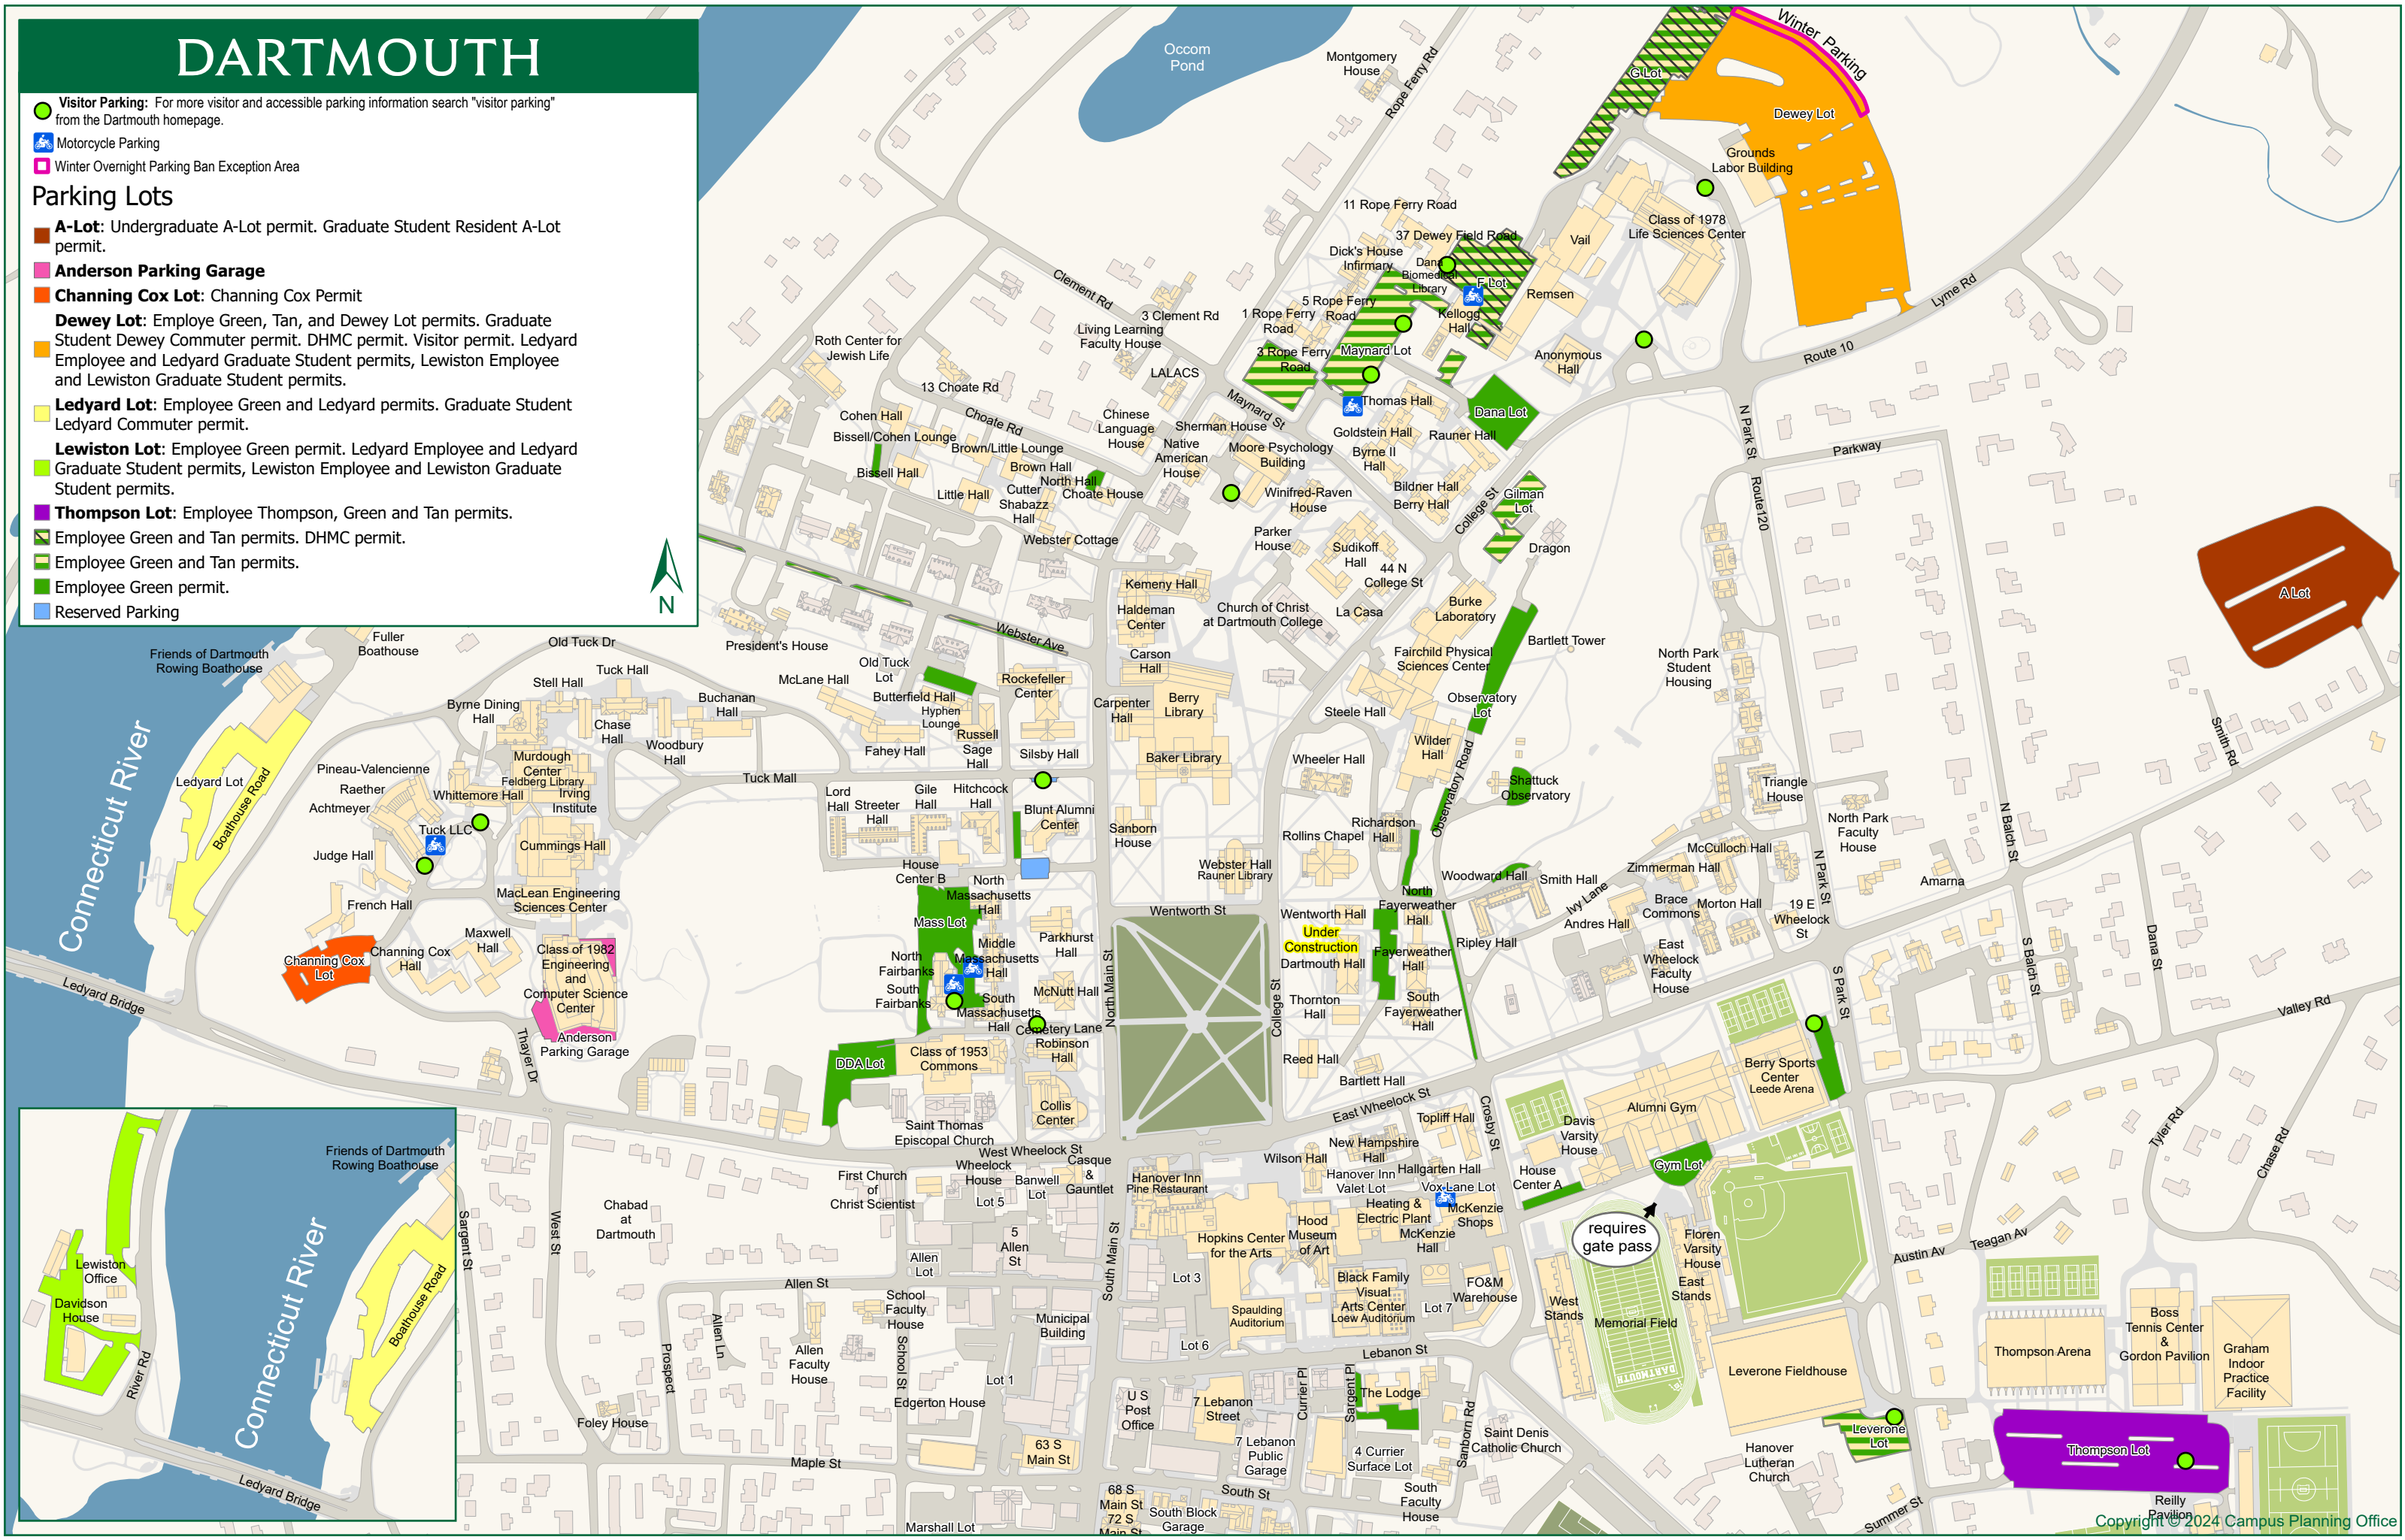 DARTMOUTH
Visitor Parking: For more visitor and accessible parking information search "visitor parking"
from the Dartmouth homepage.
Motorcycle Parking
Winter Overnight Parking Ban Exception Area
Parking Lots
A-Lot: Undergraduate A-Lot permit. Graduate Student Resident A-Lot
permit.
Anderson Parking Garage
Channing Cox Lot: Channing Cox Permit
Dewey Lot: Employe Green, Tan, and Dewey Lot permits. Graduate
Student Dewey Commuter permit. DHMC permit. Visitor permit. Ledyard
Employee and Ledyard Graduate Student permits, Lewiston Employee
and Lewiston Graduate Student permits.
Ledyard Lot: Employee Green and Ledyard permits. Graduate Student
Ledyard Commuter permit.
Lewiston Lot: Employee Green permit. Ledyard Employee and Ledyard
Graduate Student permits, Lewiston Employee and Lewiston Graduate
Student permits.
Thompson Lot: Employee Thompson, Green and Tan permits.
Employee Green and Tan permits. DHMC permit.
Employee Green and Tan permits.
Employee Green permit.
Reserved Parking
N
Occom
Pond
Montgomery
House
Rope Ferry Rd
G Lot
Winter Parking
Dewey Lot
Grounds
Labor Building
11 Rope Ferry Road
37 Dewey Field Road
Class of 1978
Life Sciences Center
Vail
Dick's House
Infirmary
Dana
Biomedical
Library
F Lot
Remsen
5 Rope Ferry
Road
1 Rope Ferry
Road
Kellogg
Hall
3 Rope Ferry
Road
Maynard Lot
Anonymous
Hall
Lyme Rd
Route 10
Clement Rd
3 Clement Rd
Living Learning
Faculty House
Roth Center for
Jewish Life
LALACS
13 Choate Rd
Maynard St
Thomas Hall
Dana Lot
Cohen Hall
Choate Rd
Chinese
Language
House
Sherman House
Goldstein Hall
Rauner Hall
N Park St
Bissell/Cohen Lounge
Brown/Little Lounge
Native
American
House
Moore Psychology
Building
Byrne II
Hall
Parkway
Bissell Hall
Brown Hall
North Hall
Little Hall
Cutter
Shabazz
Hall
Choate House
Winifred-Raven
House
Bildner Hall
Berry Hall
College St
Gilman
Lot
Route120
Webster Cottage
Parker
House
Sudikoff
Hall
Dragon
44 N
College St
Kemeny Hall
Haldeman
Center
Church of Christ
at Dartmouth College
La Casa
Burke
Laboratory
A Lot
Friends of Dartmouth
Rowing Boathouse
Fuller
Boathouse
Old Tuck Dr
President's House
Webster Ave
Carson
Hall
Fairchild Physical
Sciences Center
Bartlett Tower
North Park
Student
Housing
Stell Hall
Tuck Hall
McLane Hall
Old Tuck
Lot
Butterfield Hall
Hyphen
Lounge
Rockefeller
Center
Byrne Dining
Hall
Buchanan
Hall
Chase
Hall
Woodbury
Hall
Carpenter
Hall
Berry
Library
Observatory
Lot
Steele Hall
Fahey Hall
Russell
Sage
Hall
Silsby Hall
Baker Library
Wheeler Hall
Wilder
Hall
Smith Rd
Connecticut River
Ledyard Lot
Boathouse Road
Pineau-Valencienne
Raether
Achtmeyer
Murdough
Center
Feldberg Library
Whittemore Hall
Irving
Institute
Tuck Mall
Shattuck
Observatory
Observatory Road
Triangle
House
Lord
Hall
Streeter
Hall
Gile
Hall
Hitchcock
Hall
Blunt Alumni
Center
Sanborn
House
Rollins Chapel
Richardson
Hall
North Park
Faculty
House
N Balch St
Tuck LLC
Judge Hall
Cummings Hall
House
Center B
Webster Hall
Rauner Library
Woodward Hall
Smith Hall
McCulloch Hall
Zimmerman Hall
N Park St
Amarna
French Hall
MacLean Engineering
Sciences Center
North
Massachusetts
Hall
Mass Lot
Wentworth St
Wentworth Hall
North
Fayerweather
Hall
Ivy Lane
Andres Hall
Brace
Commons
Morton Hall
19 E
Wheelock
St
Channing Cox
Lot
Channing Cox
Hall
Maxwell
Hall
Class of 1982
Engineering
and
Computer Science
Center
Parkhurst
Hall
Middle
Massachusetts
Hall
North
Fairbanks
South
Fairbanks
Under
Construction
Dartmouth Hall
Fayerweather
Hall
Ripley Hall
East
Wheelock
Faculty
House
S Balch St
Dana St
McNutt Hall
South
Massachusetts
Hall
North Main St
College St
Thornton
Hall
South
Fayerweather
Hall
S Park St
Valley Rd
Ledyard Bridge
Thayer Dr
Anderson
Parking Garage
Cemetery Lane
DDA Lot
Class of 1953
Commons
Robinson
Hall
Reed Hall
Bartlett Hall
Berry Sports
Center
Leede Arena
Collis
Center
Saint Thomas
Episcopal Church
East Wheelock St
Crosby St
Alumni Gym
Davis
Varsity
House
Topliff Hall
New Hampshire
Hall
Tyler Rd
Chase Rd
West Wheelock St
Wilson Hall
Hallgarten Hall
Gym Lot
First Church
of
Christ Scientist
Wheelock
House
Casque
&
Gauntlet
Banwell
Lot
Hanover Inn
Pine Restaurant
Hanover Inn
Valet Lot
House
Center A
Vox Lane Lot
Lot 5
Heating &
Electric Plant
McKenzie
Shops
McKenzie
Hall
requires
gate pass
Chabad
at
Dartmouth
5
Allen
St
Hopkins Center
for the Arts
Hood
Museum
of Art
Floren
Varsity
House
Austin Av
Teagan Av
Sargent St
West St
Allen
Lot
South Main St
Allen St
Lot 3
Black Family
Visual
Arts Center
Loew Auditorium
FO&M
Warehouse
West
Stands
East
Stands
School
Faculty
House
Municipal
Building
Spaulding
Auditorium
Lot 7
Memorial Field
DARTMOUTH
Boss
Tennis Center
&
Gordon Pavilion
Lewiston
Office
Davidson
House
River Rd
Connecticut River
Friends of Dartmouth
Rowing Boathouse
Boathouse Road
Ledyard Bridge
Allen Ln
Prospect
Allen
Faculty
House
School St
Lot 6
Lebanon St
Leverone Fieldhouse
Thompson Arena
Graham
Indoor
Practice
Facility
Lot 1
Edgerton House
Foley House
U S
Post
Office
7 Lebanon
Street
Currier Pl
Sargent Pl
The Lodge
Sanborn Rd
Saint Denis
Catholic Church
Leverone
Lot
63 S
Main St
7 Lebanon
Public
Garage
4 Currier
Surface Lot
Hanover
Lutheran
Church
Thompson Lot
Maple St
68 S
Main St
72 S
Main St
South St
South Block
Garage
South
Faculty
House
Summer St
Reilly
Pavilion
Marshall Lot
Copyright © 2024 Campus Planning Office